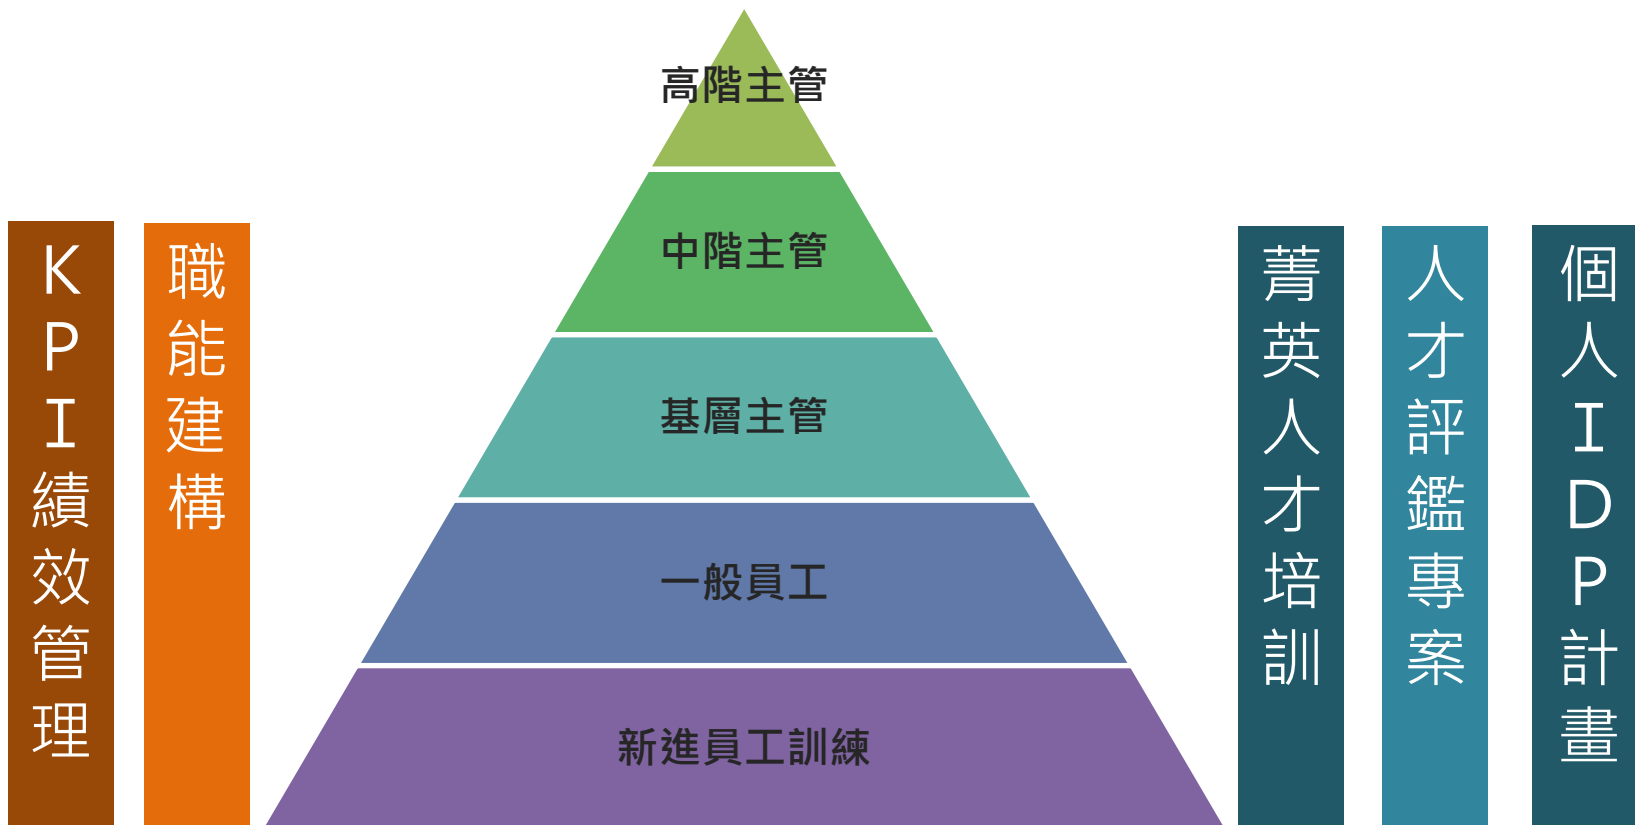 高階主管
中階主管
基層主管
一般員工
新進員工訓練
KPI績效管理
職能建構
菁英人才培訓
人才評鑑專案
個人IDP計畫